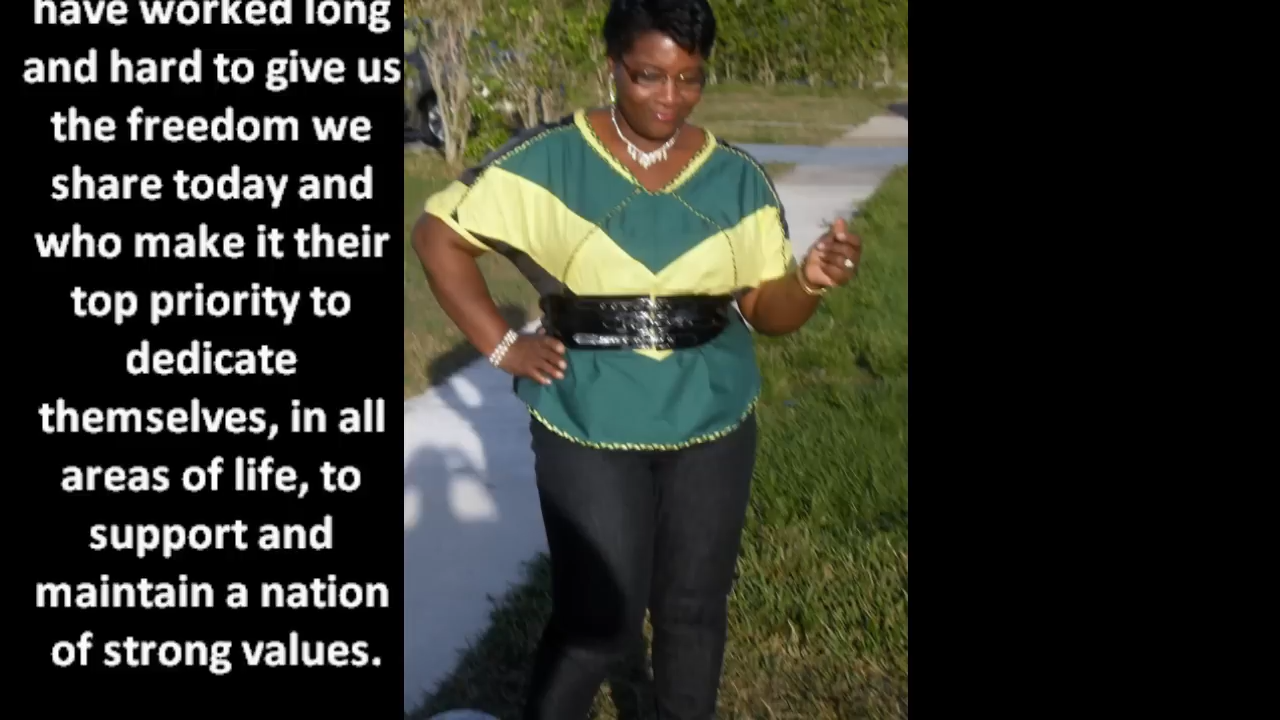 have worked long
and hard to give us
the freedom we
share today and
who make it their
top priority to
dedicate
themselves, in all
areas of life, to
support and
maintain a nation
of strong values.